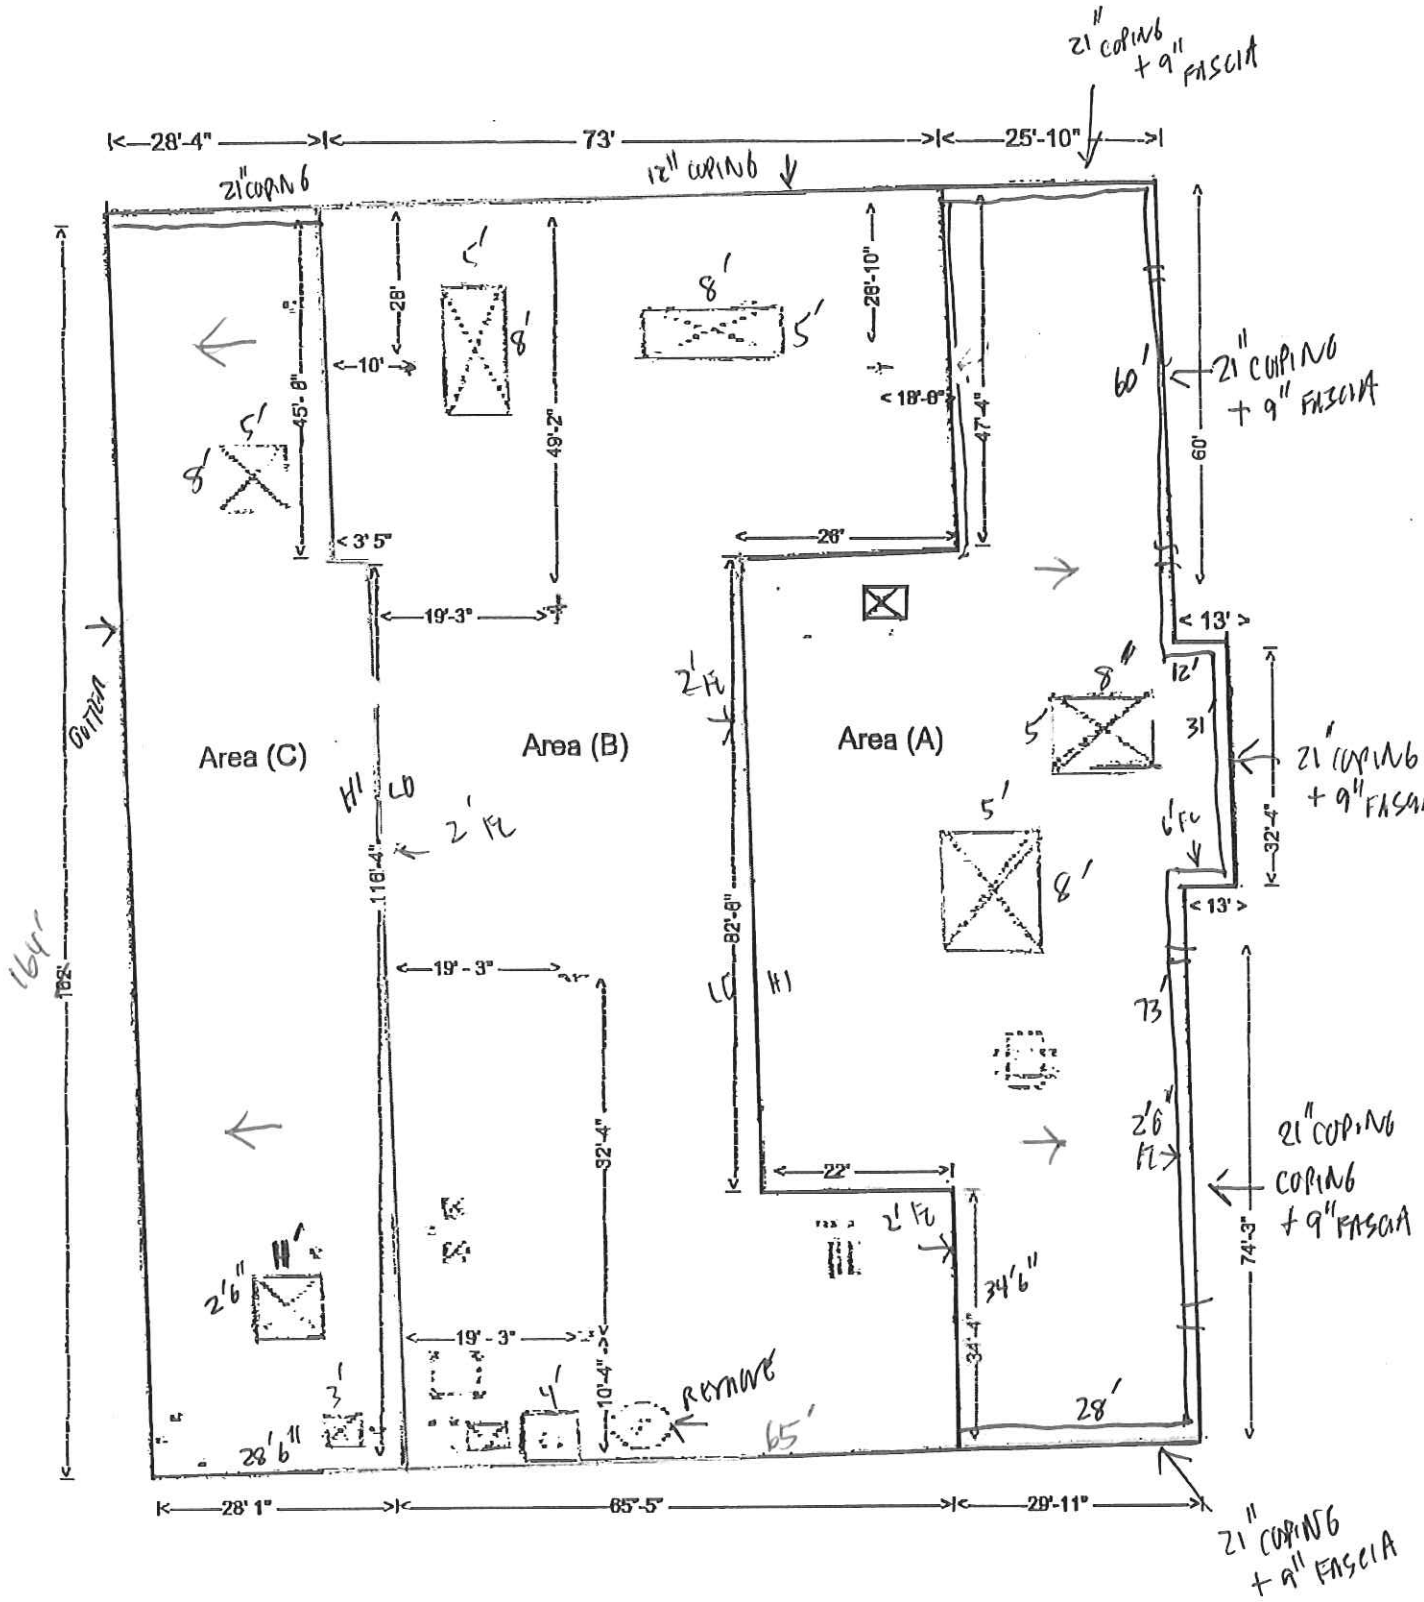 21" COPING
+ 9" FASCIA
28'-4"
73'
25'-10"
21" COPING
12" COPING
5'
8'
28'
8'
5'
28'-10"
10'
18'-8"
45'-8"
49'-2"
47'-4"
60'
21" COPING
+ 9" FASCIA
60'
5'
8'
3' 5"
26'
19'-3"
13'
12'
GUTTER
2' FL
8"
5'
31
Area (C)
Area (B)
Area (A)
21" COPING
+ 9" FASCIA
HI LO
2' FL
5'
6' FL
32'-4"
116'-4"
8'
13'
82'-8"
164'
162'
19' - 3"
LO HI
73'
32'-4"
2'6"
FL
21" COPING
COPING
+ 9" FASCIA
22'
2' FL
74'-3"
2'6"
34'6"
34'-4"
19' - 3"
10'-4"
3'
4'
REMOVE
28'
28'6"
65'
28' 1"
65'-5"
29'-11"
21" COPING
+ 9" FASCIA